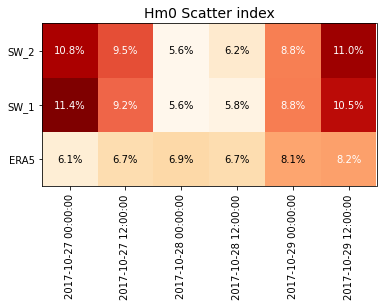 Hm0 Scatter index
SW_2 10.8% 9.5% 5.6% 6.2% 8.8% 11.0%
SW_1 11.4% 9.2% 5.6% 5.8% 8.8% 10.5%
ERA5 6.1% 6.7% 6.9% 6.7% 8.1% 8.2%
2017-10-27 00:00:00
2017-10-27 12:00:00
2017-10-28 00:00:00
2017-10-28 12:00:00
2017-10-29 00:00:00
2017-10-29 12:00:00